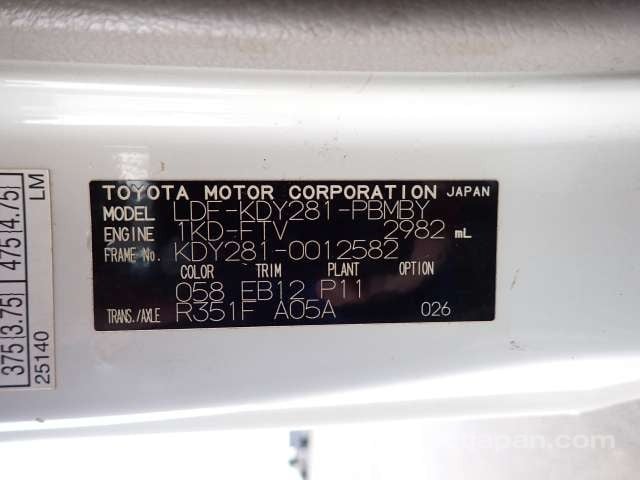 TOYOTA MOTOR CORPORATION JAPAN
MODEL LDF-KDY281-PBMBY
ENGINE 1KD-FTV 2982 mL
FRAME No. KDY281-0012582
COLOR TRIM PLANT OPTION
058 EB12 P11
TRANS./AXLE R351F A05A 026
375 3.75 475 4.75
25140 LM
japan.com